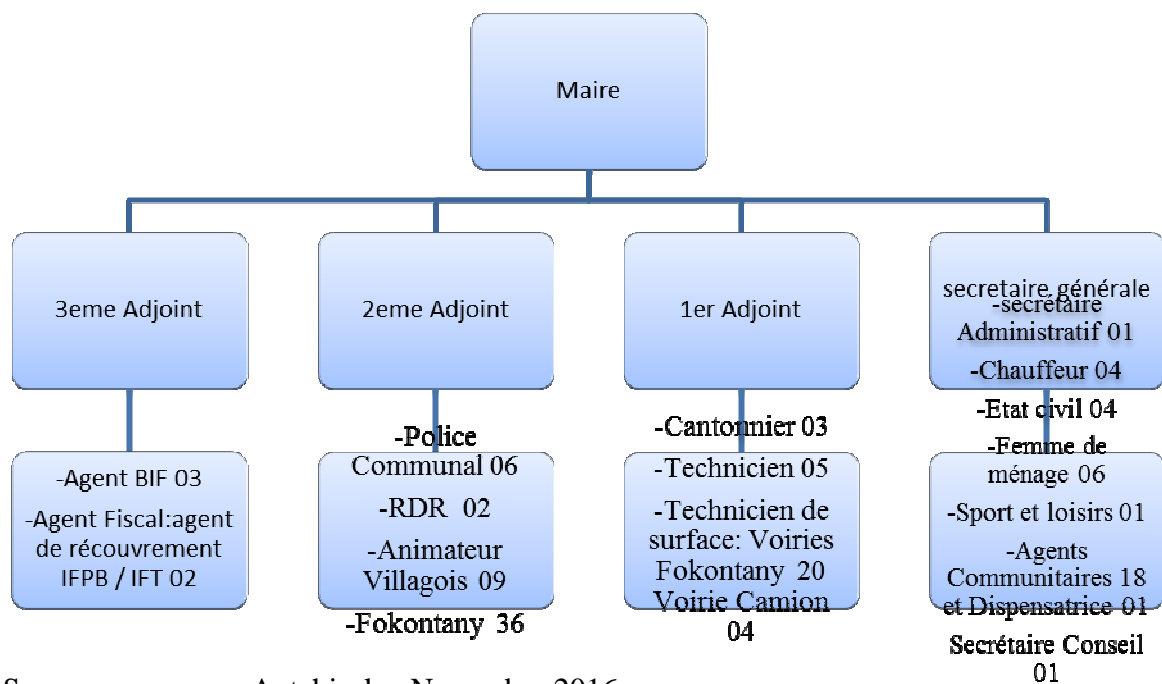 Maire
3eme Adjoint
2eme Adjoint
1er Adjoint
secretaire générale
-Agent BIF 03
-Agent Fiscal:agent
de récouvrement
IFPB / IFT 02
-Police
Communal 06
-RDR 02
-Animateur
Villagois 09
-Fokontany 36
-Cantonnier 03
-Technicien 05
-Technicien de
surface: Voiries
Fokontany 20
Voirie Camion
04
-secrétaire
Administratif 01
-Chauffeur 04
-Etat civil 04
-Femme de
ménage 06
-Sport et loisirs 01
-Agents
Communitaires 18
et Dispensatrice 01
Secrétaire Conseil
01